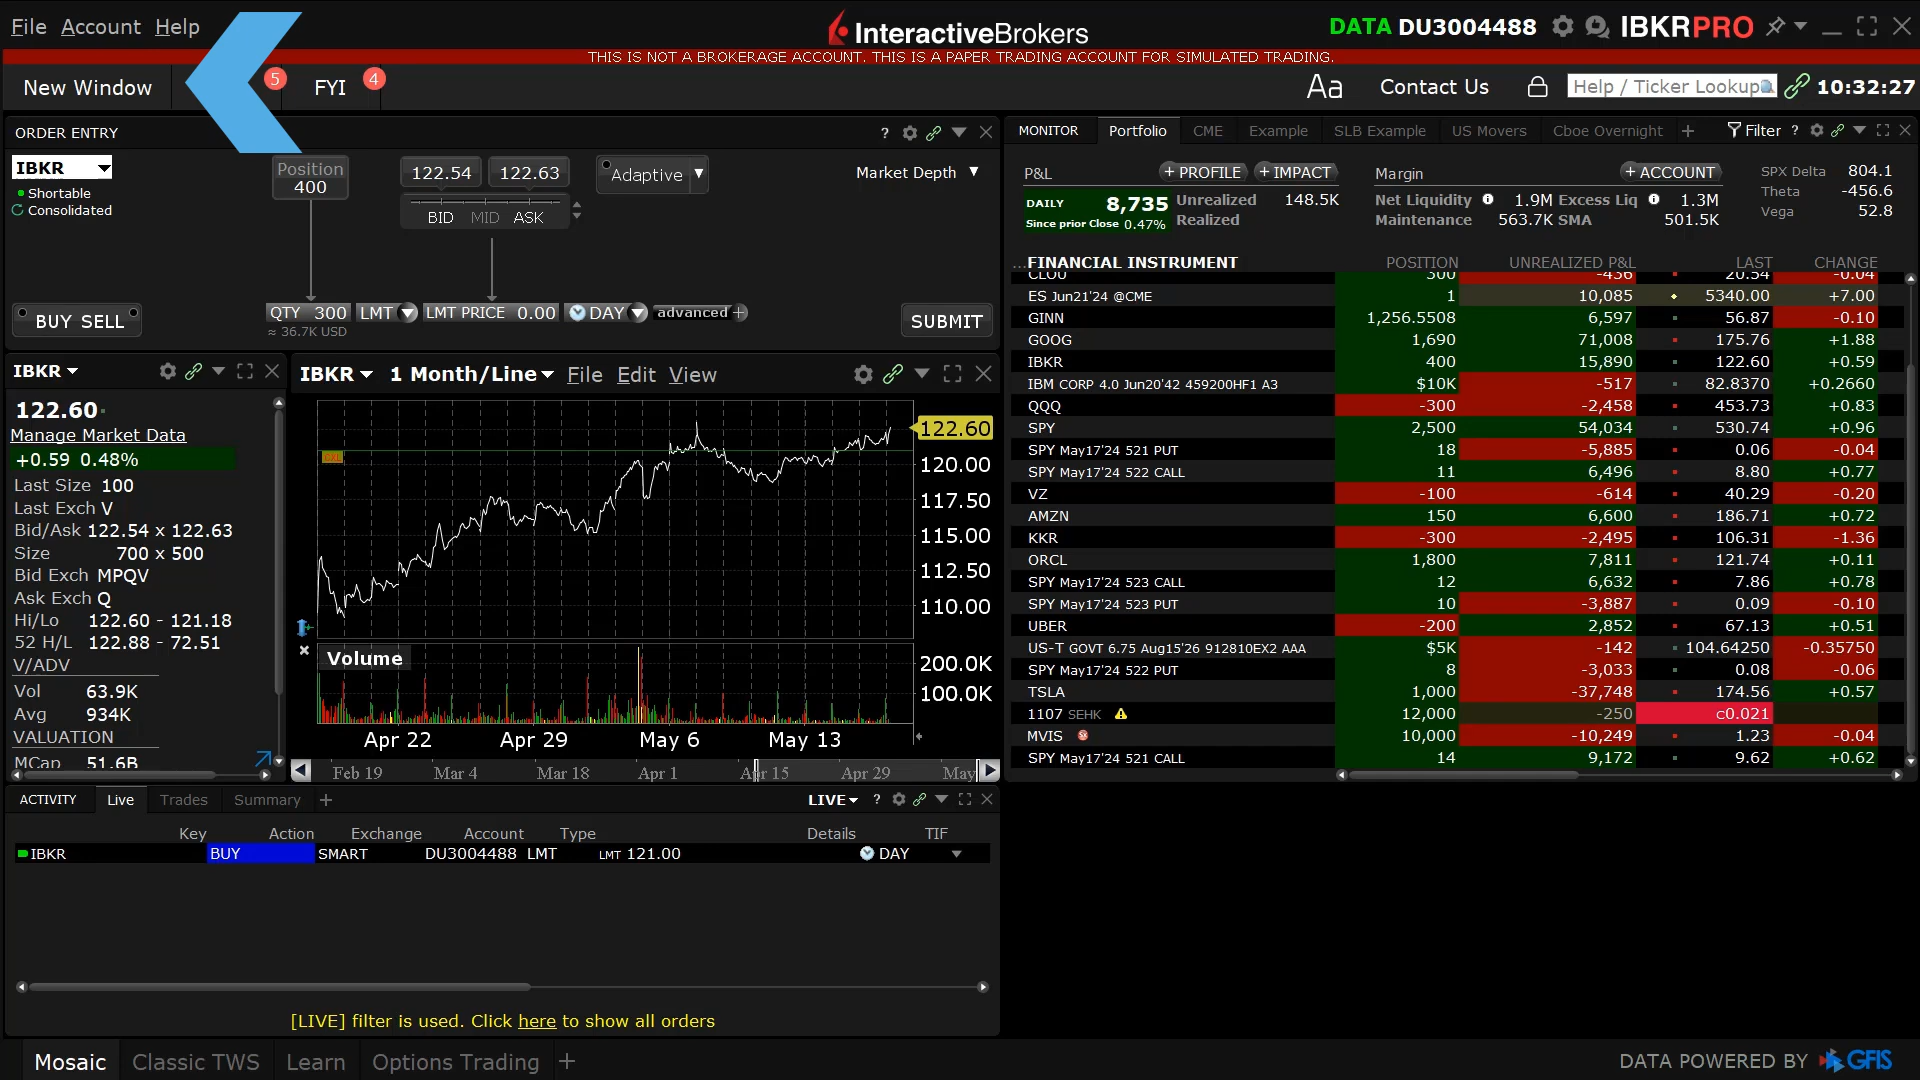 File Account Help
InteractiveBrokers
DATA DU3004488
IBKRPRO
THIS IS NOT A BROKERAGE ACCOUNT. THIS IS A PAPER TRADING ACCOUNT FOR SIMULATED TRADING.
New Window
5
FYI 4
Aa Contact Us
Help / Ticker Lookup
10:32:27
ORDER ENTRY ?
IBKR
Shortable
Consolidated
Position
400
122.54 122.63
BID MID ASK
Adaptive
Market Depth
BUY SELL
QTY 300 LMT LMT PRICE 0.00 DAY advanced +
≈ 36.7K USD
SUBMIT
IBKR
122.60
Manage Market Data
+0.59 0.48%
Last Size 100
Last Exch V
Bid/Ask 122.54 x 122.63
Size 700 x 500
Bid Exch MPQV
Ask Exch Q
Hi/Lo 122.60 - 121.18
52 H/L 122.88 - 72.51
V/ADV
Vol 63.9K
Avg 934K
VALUATION
MCap 51.6B
IBKR 1 Month/Line File Edit View
122.60
120.00
117.50
115.00
112.50
110.00
Volume
200.0K
100.0K
Apr 22 Apr 29 May 6 May 13
Feb 19 Mar 4 Mar 18 Apr 1 Apr 15 Apr 29 May
ACTIVITY Live Trades Summary +
LIVE ?
Key Action Exchange Account Type Details TIF
IBKR BUY SMART DU3004488 LMT LMT 121.00 DAY
[LIVE] filter is used. Click here to show all orders
MONITOR Portfolio CME Example SLB Example US Movers Cboe Overnight + Filter ?
P&L + PROFILE + IMPACT
DAILY 8,735
Since prior Close 0.47%
Unrealized 148.5K
Realized
Margin + ACCOUNT
Net Liquidity 1.9M Excess Liq 1.3M
Maintenance 563.7K SMA 501.5K
SPX Delta 804.1
Theta -456.6
Vega 52.8
...FINANCIAL INSTRUMENT POSITION UNREALIZED P&L LAST CHANGE
CLOU 300 -436 20.54 -0.04
ES Jun21'24 @CME 1 10,085 5340.00 +7.00
GINN 1,256.5508 6,597 56.87 -0.10
GOOG 1,690 71,008 175.76 +1.88
IBKR 400 15,890 122.60 +0.59
IBM CORP 4.0 Jun20'42 459200HF1 A3 $10K -517 82.8370 +0.2660
QQQ -300 -2,458 453.73 +0.83
SPY 2,500 54,034 530.74 +0.96
SPY May17'24 521 PUT 18 -5,885 0.06 -0.04
SPY May17'24 522 CALL 11 6,496 8.80 +0.77
VZ -100 -614 40.29 -0.20
AMZN 150 6,600 186.71 +0.72
KKR -300 -2,495 106.31 -1.36
ORCL 1,800 7,811 121.74 +0.11
SPY May17'24 523 CALL 12 6,632 7.86 +0.78
SPY May17'24 523 PUT 10 -3,887 0.09 -0.10
UBER -200 2,852 67.13 +0.51
US-T GOVT 6.75 Aug15'26 912810EX2 AAA $5K -142 104.64250 -0.35750
SPY May17'24 522 PUT 8 -3,033 0.08 -0.06
TSLA 1,000 -37,748 174.56 +0.57
1107 SEHK 12,000 -250 c0.021
MVIS 10,000 -10,249 1.23 -0.04
SPY May17'24 521 CALL 14 9,172 9.62 +0.62
Mosaic Classic TWS Learn Options Trading +
DATA POWERED BY GFIS